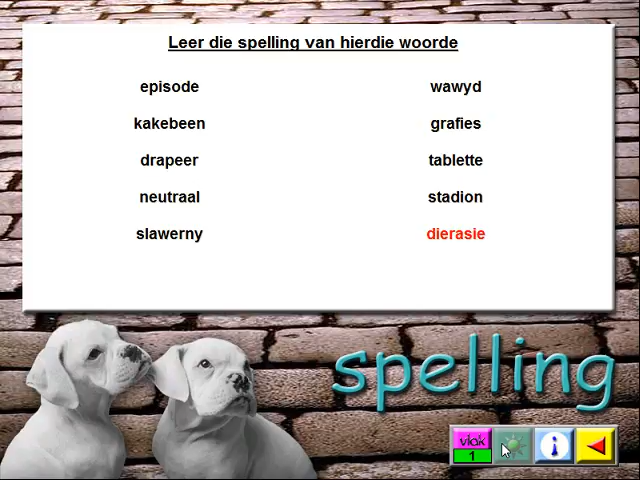 Leer die spelling van hierdie woorde
episode wawyd
kakebeen grafies
drapeer tablette
neutraal stadion
slawerny dierasie
spelling
vlak
1
i